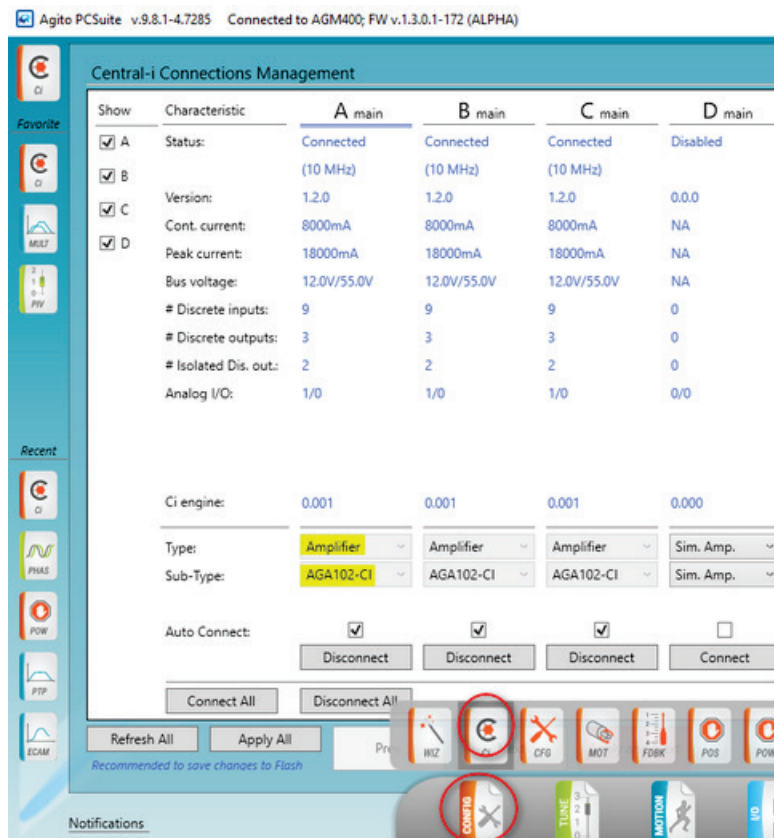 Agito PCSuite v.9.8.1-4.7285 Connected to AGM400; FW v.1.3.0.1-172 (ALPHA)
Ci
Favorite
Ci
MULT
PIV
Recent
Ci
PHAS
POW
PTP
ECAM
Central-i Connections Management
Show Characteristic A main B main C main D main
A Status: Connected Connected Connected Disabled
(10 MHz) (10 MHz) (10 MHz)
B
Version: 1.2.0 1.2.0 1.2.0 0.0.0
C Cont. current: 8000mA 8000mA 8000mA NA
D Peak current: 18000mA 18000mA 18000mA NA
Bus voltage: 12.0V/55.0V 12.0V/55.0V 12.0V/55.0V NA
# Discrete inputs: 9 9 9 0
# Discrete outputs: 3 3 3 0
# Isolated Dis. out.: 2 2 2 0
Analog I/O: 1/0 1/0 1/0 0/0
Ci engine: 0.001 0.001 0.001 0.000
Type: Amplifier Amplifier Amplifier Sim. Amp.
Sub-Type: AGA102-CI AGA102-CI AGA102-CI Sim. Amp.
Auto Connect:
Disconnect Disconnect Disconnect Connect
Connect All Disconnect All
Refresh All Apply All
Recommended to save changes to Flash
WIZ Ci CFG MOT FDBK POS POW
CONFIG TUNE MOTION I/O
Notifications